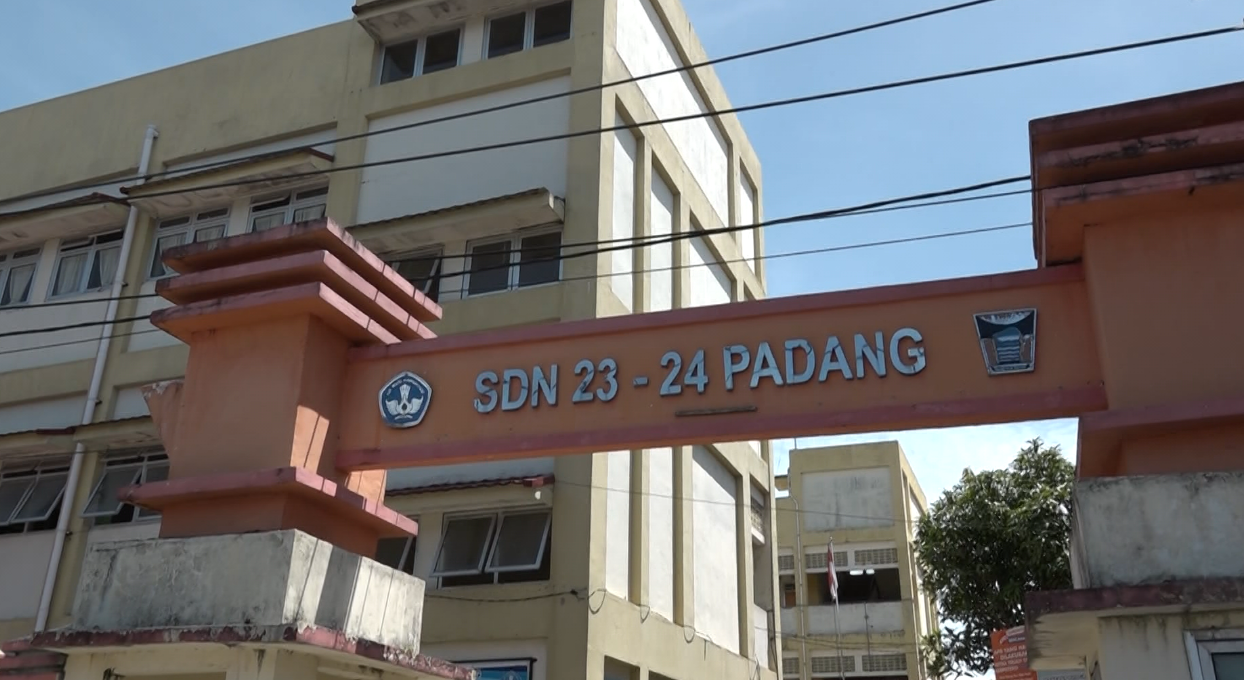 SDN 23 - 24 PADANG